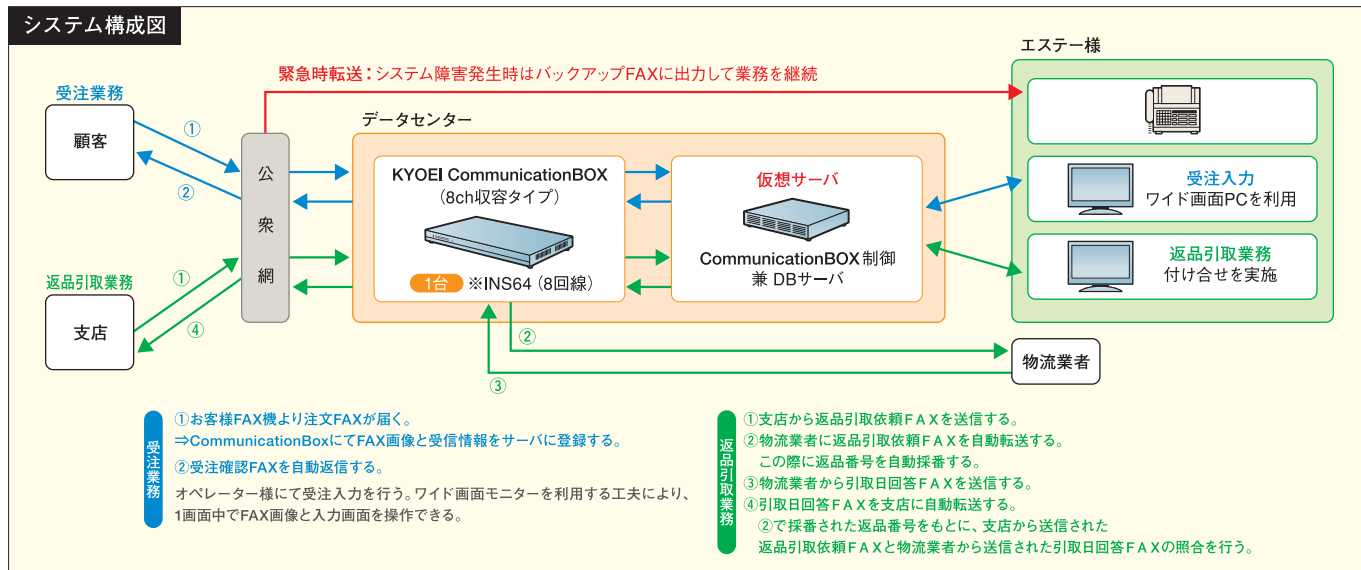 システム構成図
エステー様
緊急時転送：システム障害発生時はバックアップFAXに出力して業務を継続
受注業務
顧客
①
②
公衆網
データセンター
KYOEI CommunicationBOX
（8ch収容タイプ）
1台 ※INS64（8回線）
仮想サーバ
CommunicationBOX 制御
兼 DBサーバ
受注入力
ワイド画面PCを利用
返品引取業務
付け合せを実施
返品引取業務
支店
①
④
②
③
物流業者
受注業務
①お客様FAX機より注文FAXが届く。
⇒CommunicationBoxにてFAX画像と受信情報をサーバに登録する。
②受注確認FAXを自動返信する。
オペレーター様にて受注入力を行う。ワイド画面モニターを利用する工夫により、
1画面中でFAX画像と入力画面を操作できる。
返品引取業務
①支店から返品引取依頼FAXを送信する。
②物流業者に返品引取依頼FAXを自動転送する。
この際に返品番号を自動採番する。
③物流業者から引取日回答FAXを送信する。
④引取日回答FAXを支店に自動転送する。
②で採番された返品番号をもとに、支店から送信された
返品引取依頼FAXと物流業者から送信された引取日回答FAXの照合を行う。